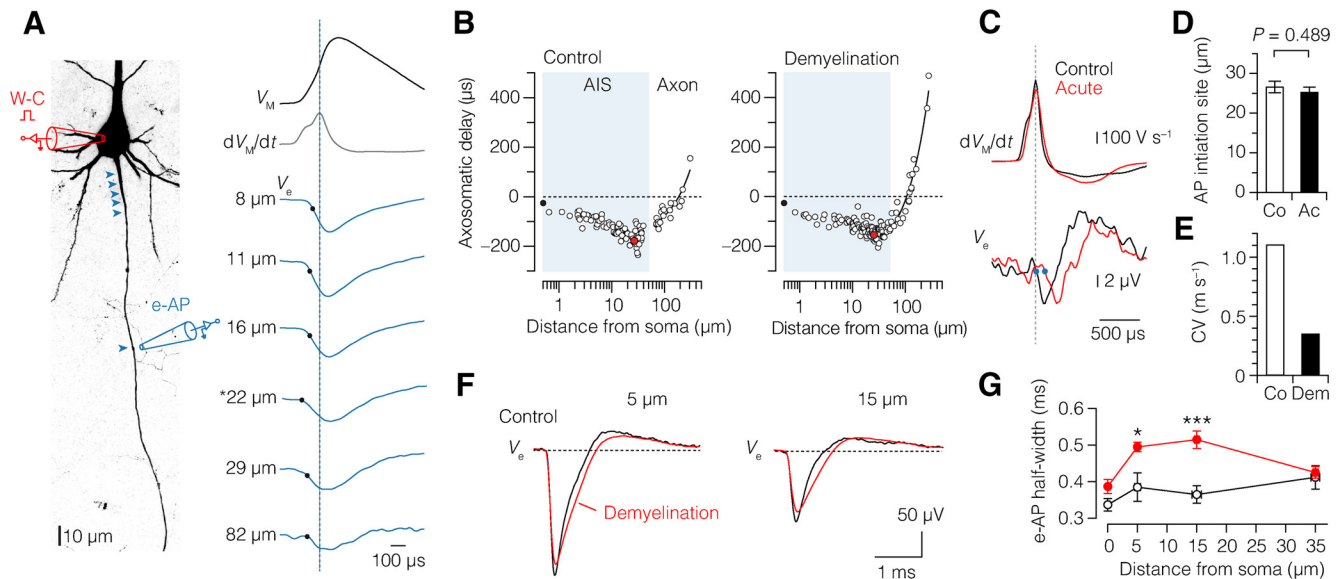 A
W-C
e-AP
10 µm
V_M
dV_M/dt
V_e
8 µm
11 µm
16 µm
*22 µm
29 µm
82 µm
100 µs
B
Control
Demyelination
AIS
Axon
Axosomatic delay (µs)
400
200
0
−200
400
200
0
−200
1
10
100
1
10
100
Distance from soma (µm)
Distance from soma (µm)
C
Control
Acute
dV_M/dt
100 V s⁻¹
V_e
2 µV
500 µs
D
P = 0.489
AP intiation site (µm)
30
20
10
0
Co
Ac
E
CV (m s⁻¹)
1.0
0.5
0
Co
Dem
F
Control
5 µm
15 µm
V_e
V_e
Demyelination
50 µV
1 ms
G
e-AP half-width (ms)
0.6
0.5
0.4
0.3
*
***
0
5
10
15
20
25
30
35
Distance from soma (µm)